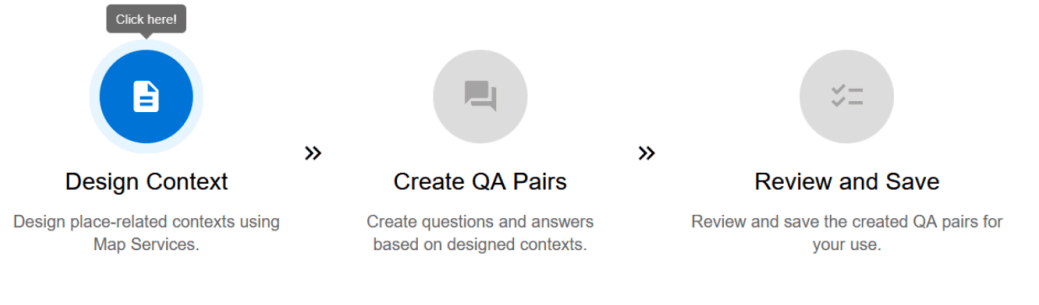 Click here!
Design Context
Design place-related contexts using
Map Services.
Create QA Pairs
Create questions and answers
based on designed contexts.
Review and Save
Review and save the created QA pairs for
your use.